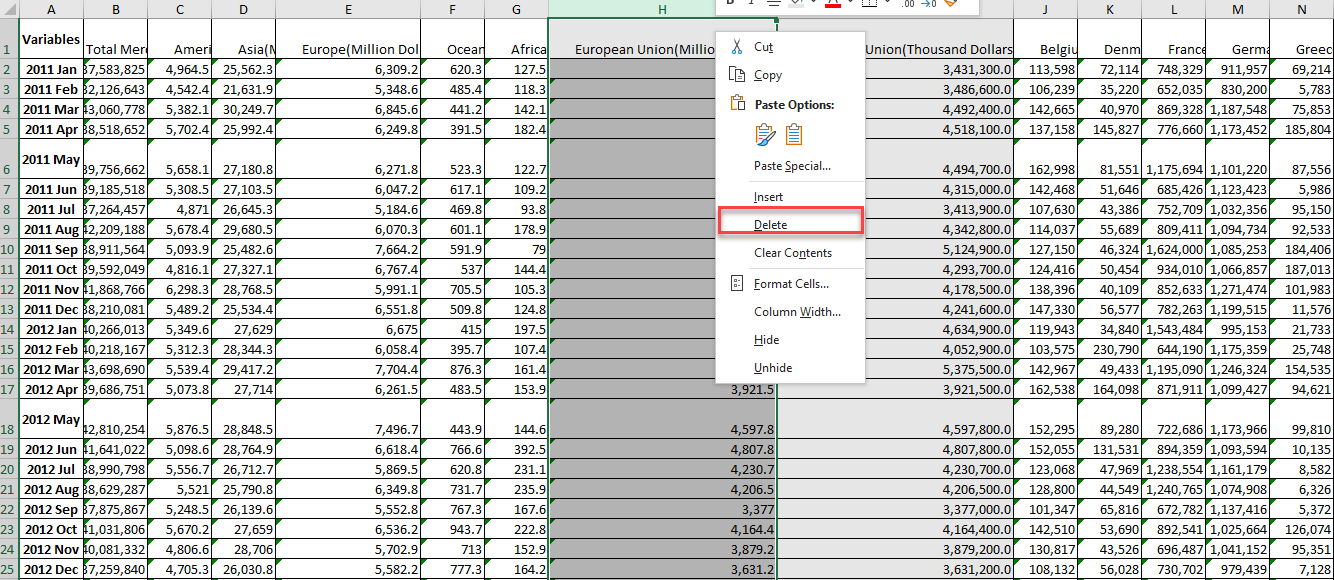 B I .00 →0
A B C D E F G H J K L M N
1 Variables Total Merc Ameri Asia(M Europe(Million Dol Ocean Africa European Union(Millio Union(Thousand Dollars Belgiu Denm France Germa Greec
2 2011 Jan 37,583,825 4,964.5 25,562.3 6,309.2 620.3 127.5 3,431,300.0 113,598 72,114 748,329 911,957 69,214
3 2011 Feb 32,126,643 4,542.4 21,631.9 5,348.6 485.4 118.3 3,486,600.0 106,239 35,220 652,035 830,200 5,783
4 2011 Mar 43,060,778 5,382.1 30,249.7 6,845.6 441.2 142.1 4,492,400.0 142,665 40,970 869,328 1,187,548 75,853
5 2011 Apr 38,518,652 5,702.4 25,992.4 6,249.8 391.5 182.4 4,518,100.0 137,158 145,827 776,660 1,173,452 185,804
6 2011 May 39,756,662 5,658.1 27,180.8 6,271.8 523.3 122.7 4,494,700.0 162,998 81,551 1,175,694 1,101,220 87,556
7 2011 Jun 39,185,518 5,308.5 27,103.5 6,047.2 617.1 109.2 4,315,000.0 142,468 51,646 685,426 1,123,423 5,986
8 2011 Jul 37,264,457 4,871 26,645.3 5,184.6 469.8 93.8 3,413,900.0 107,630 43,386 752,709 1,032,356 95,150
9 2011 Aug 42,209,188 5,678.4 29,680.5 6,070.3 601.1 178.9 4,342,800.0 114,037 55,689 809,411 1,094,734 92,533
10 2011 Sep 38,911,564 5,093.9 25,482.6 7,664.2 591.9 79 5,124,900.0 127,150 46,324 1,624,000 1,085,253 184,406
11 2011 Oct 39,592,049 4,816.1 27,327.1 6,767.4 537 144.4 4,293,700.0 124,416 50,454 934,010 1,066,857 187,013
12 2011 Nov 41,868,766 6,298.3 28,768.5 5,991.1 705.5 105.3 4,178,500.0 138,396 40,109 852,633 1,271,474 101,983
13 2011 Dec 38,210,081 5,489.2 25,534.4 6,551.8 509.8 124.8 4,241,600.0 147,330 56,577 782,263 1,199,515 11,576
14 2012 Jan 40,266,013 5,349.6 27,629 6,675 415 197.5 4,634,900.0 119,943 34,840 1,543,484 995,153 21,733
15 2012 Feb 40,218,167 5,312.3 28,344.3 6,058.4 395.7 107.4 4,052,900.0 103,575 230,790 644,190 1,175,359 25,748
16 2012 Mar 43,698,690 5,539.4 29,417.2 7,704.4 876.3 161.4 5,375,500.0 142,967 49,433 1,195,090 1,246,324 154,535
17 2012 Apr 39,686,751 5,073.8 27,714 6,261.5 483.5 153.9 3,921.5 3,921,500.0 162,538 164,098 871,911 1,099,427 94,621
18 2012 May 42,810,254 5,876.5 28,848.5 7,496.7 443.9 144.6 4,597.8 4,597,800.0 152,295 89,280 722,686 1,173,966 99,810
19 2012 Jun 41,641,022 5,098.6 28,764.9 6,618.4 766.6 392.5 4,807.8 4,807,800.0 152,055 131,531 894,359 1,093,594 10,135
20 2012 Jul 38,990,798 5,556.7 26,712.7 5,869.5 620.8 231.1 4,230.7 4,230,700.0 123,068 47,969 1,238,554 1,161,179 8,582
21 2012 Aug 38,629,287 5,521 25,790.8 6,349.8 731.7 235.9 4,206.5 4,206,500.0 128,800 44,549 1,240,765 1,074,908 6,326
22 2012 Sep 37,875,867 5,248.5 26,139.6 5,552.8 767.3 167.6 3,377 3,377,000.0 101,347 65,816 672,782 1,137,416 5,372
23 2012 Oct 41,031,806 5,670.2 27,659 6,536.2 943.7 222.8 4,164.4 4,164,400.0 142,510 53,690 892,541 1,025,664 126,074
24 2012 Nov 40,081,332 4,806.6 28,706 5,702.9 713 152.9 3,879.2 3,879,200.0 130,817 43,526 696,487 1,041,152 95,351
25 2012 Dec 37,259,840 4,705.3 26,030.8 5,582.2 777.3 164.2 3,631.2 3,631,200.0 108,132 56,028 730,702 979,439 7,128
Cut
Copy
Paste Options:
Paste Special...
Insert
Delete
Clear Contents
Format Cells...
Column Width...
Hide
Unhide